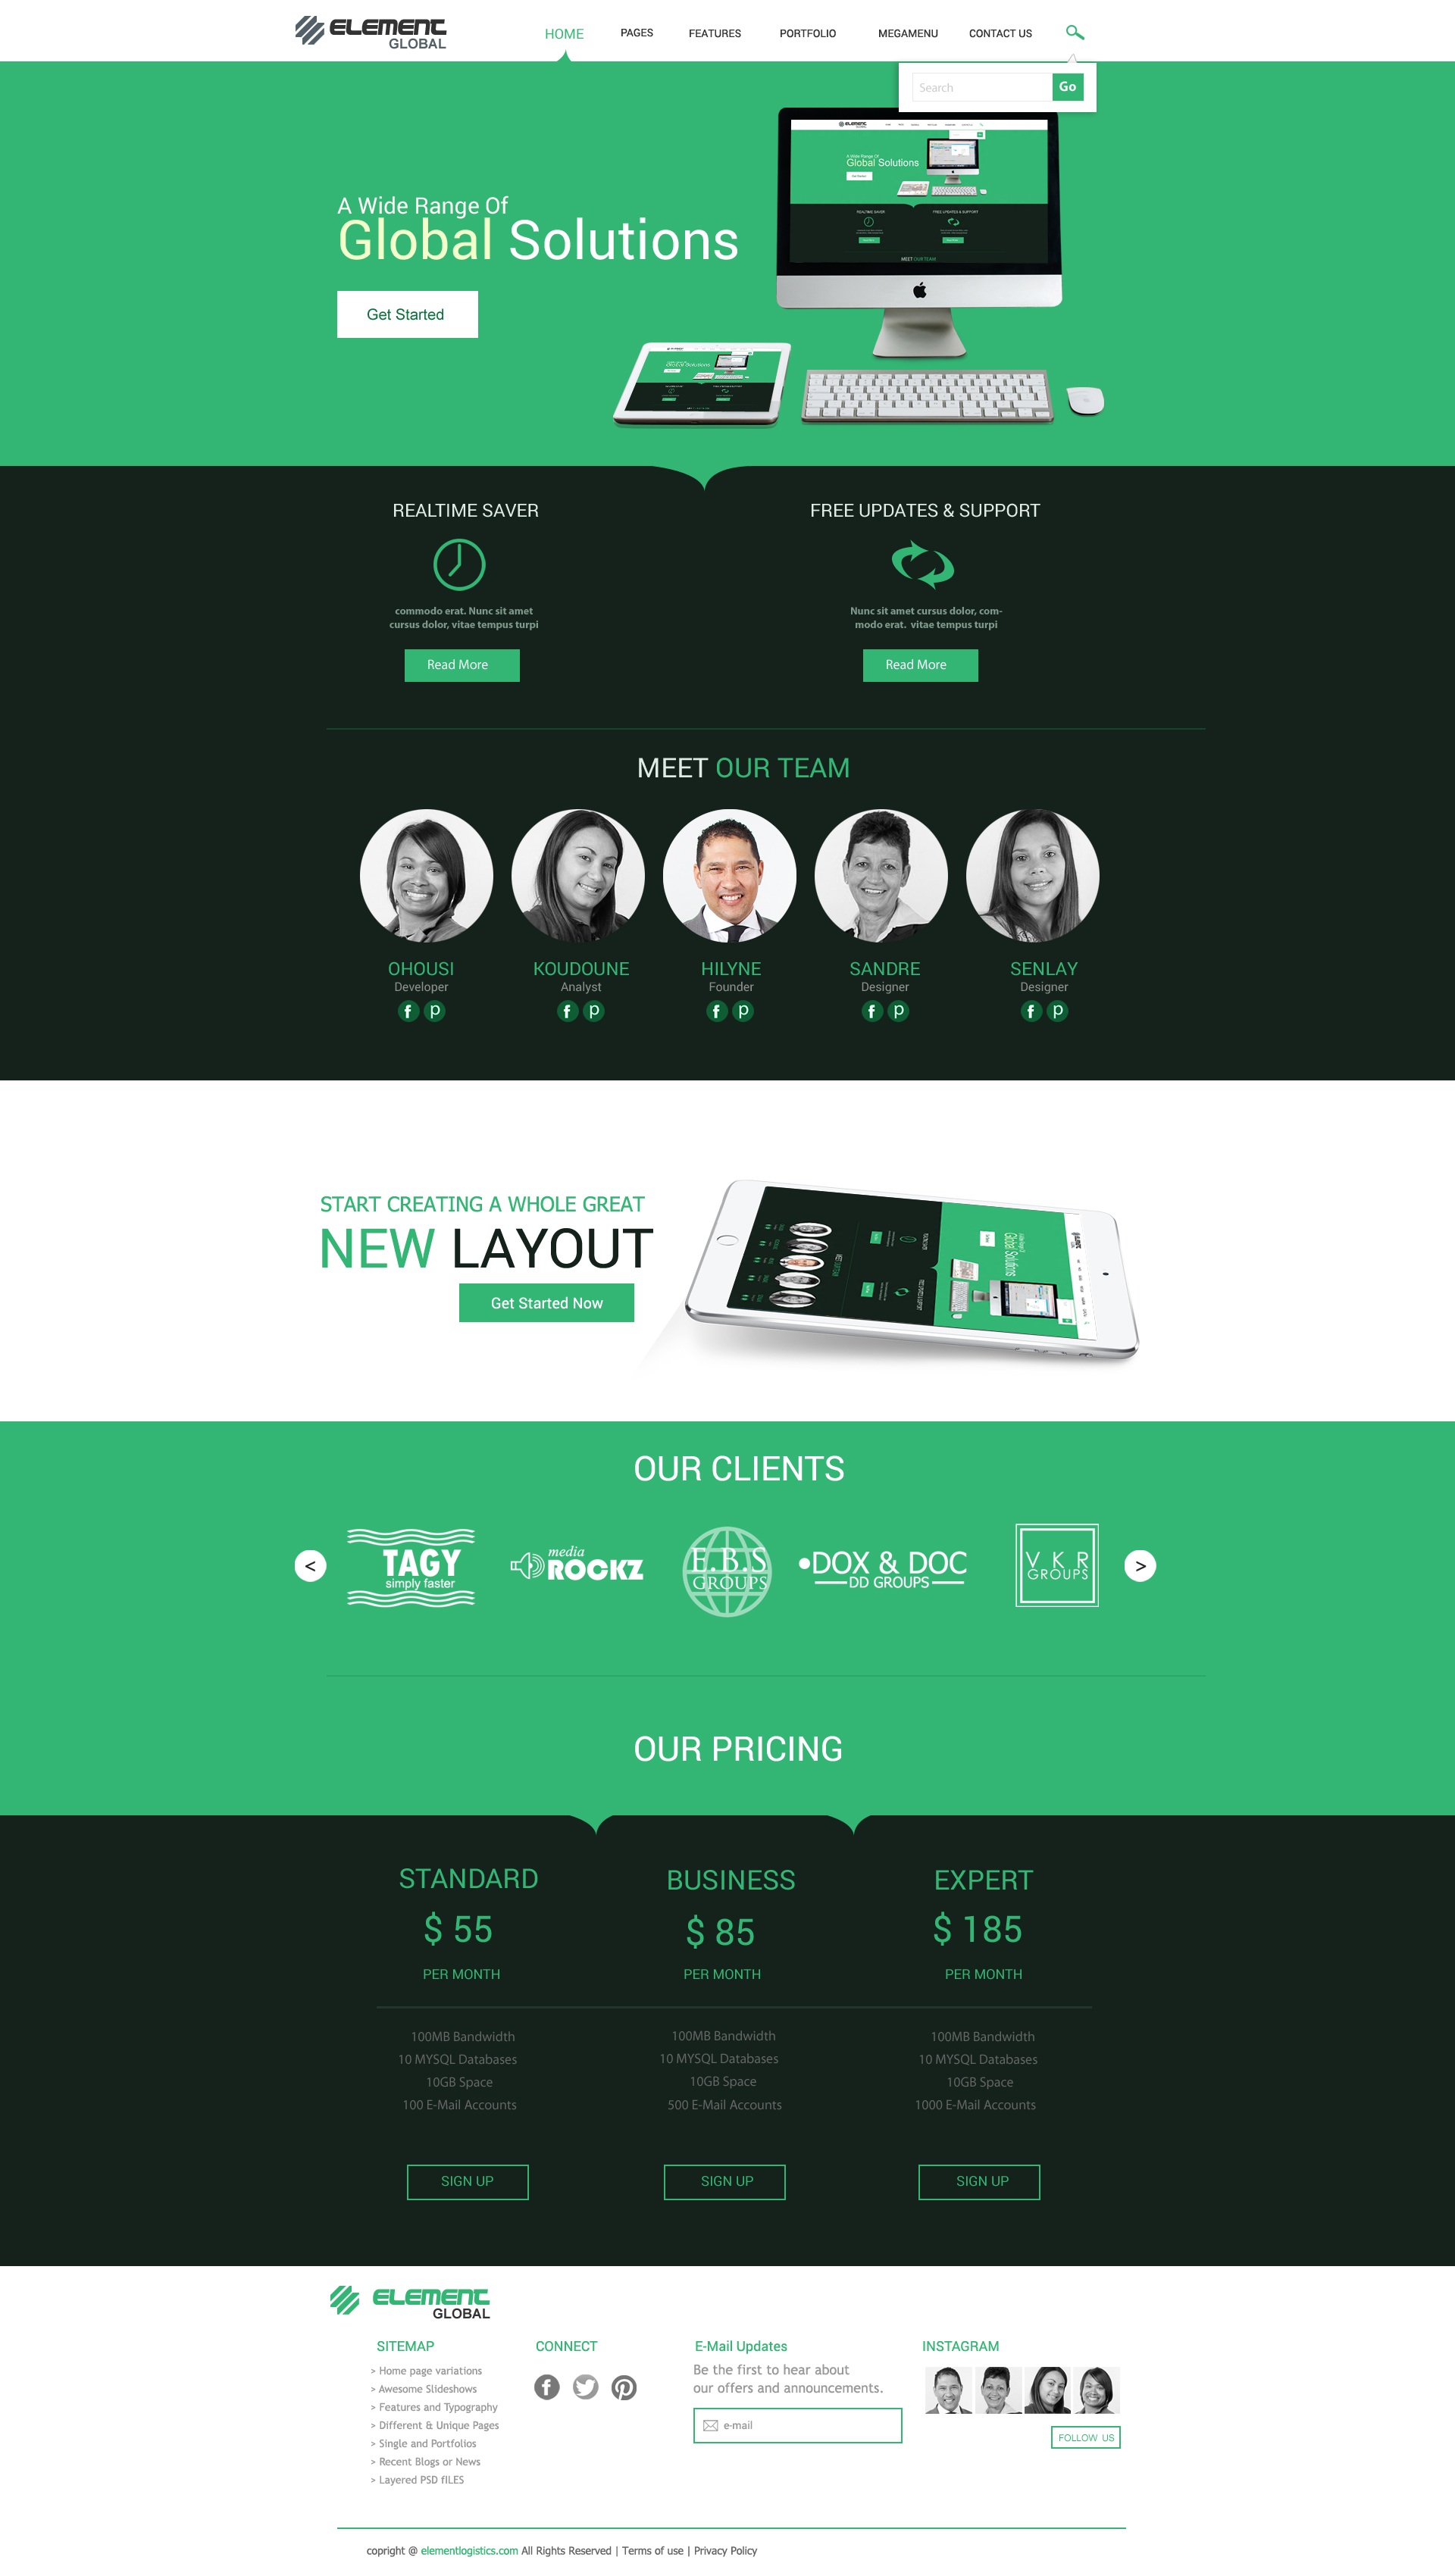 ELEMENT
GLOBAL
HOME
PAGES
FEATURES
PORTFOLIO
MEGAMENU
CONTACT US
Search
Go
A Wide Range Of
Global Solutions
Get Started
REALTIME SAVER
commodo erat. Nunc sit amet
cursus dolor, vitae tempus turpi
Read More
FREE UPDATES & SUPPORT
Nunc sit amet cursus dolor, com-
modo erat. vitae tempus turpi
Read More
MEET OUR TEAM
OHOUSI
Developer
KOUDOUNE
Analyst
HILYNE
Founder
SANDRE
Designer
SENLAY
Designer
START CREATING A WHOLE GREAT
NEW LAYOUT
Get Started Now
OUR CLIENTS
<
TAGY
simply faster
media
ROCKZ
E.B.S
GROUPS
DOX & DOC
DD GROUPS
V K R
GROUPS
>
OUR PRICING
STANDARD
$ 55
PER MONTH
100MB Bandwidth
10 MYSQL Databases
10GB Space
100 E-Mail Accounts
SIGN UP
BUSINESS
$ 85
PER MONTH
100MB Bandwidth
10 MYSQL Databases
10GB Space
500 E-Mail Accounts
SIGN UP
EXPERT
$ 185
PER MONTH
100MB Bandwidth
10 MYSQL Databases
10GB Space
1000 E-Mail Accounts
SIGN UP
ELEMENT
GLOBAL
SITEMAP
> Home page variations
> Awesome Slideshows
> Features and Typography
> Different & Unique Pages
> Single and Portfolios
> Recent Blogs or News
> Layered PSD fILES
CONNECT
E-Mail Updates
Be the first to hear about
our offers and announcements.
e-mail
INSTAGRAM
FOLLOW US
copright @ elementlogistics.com All Rights Reserved | Terms of use | Privacy Policy